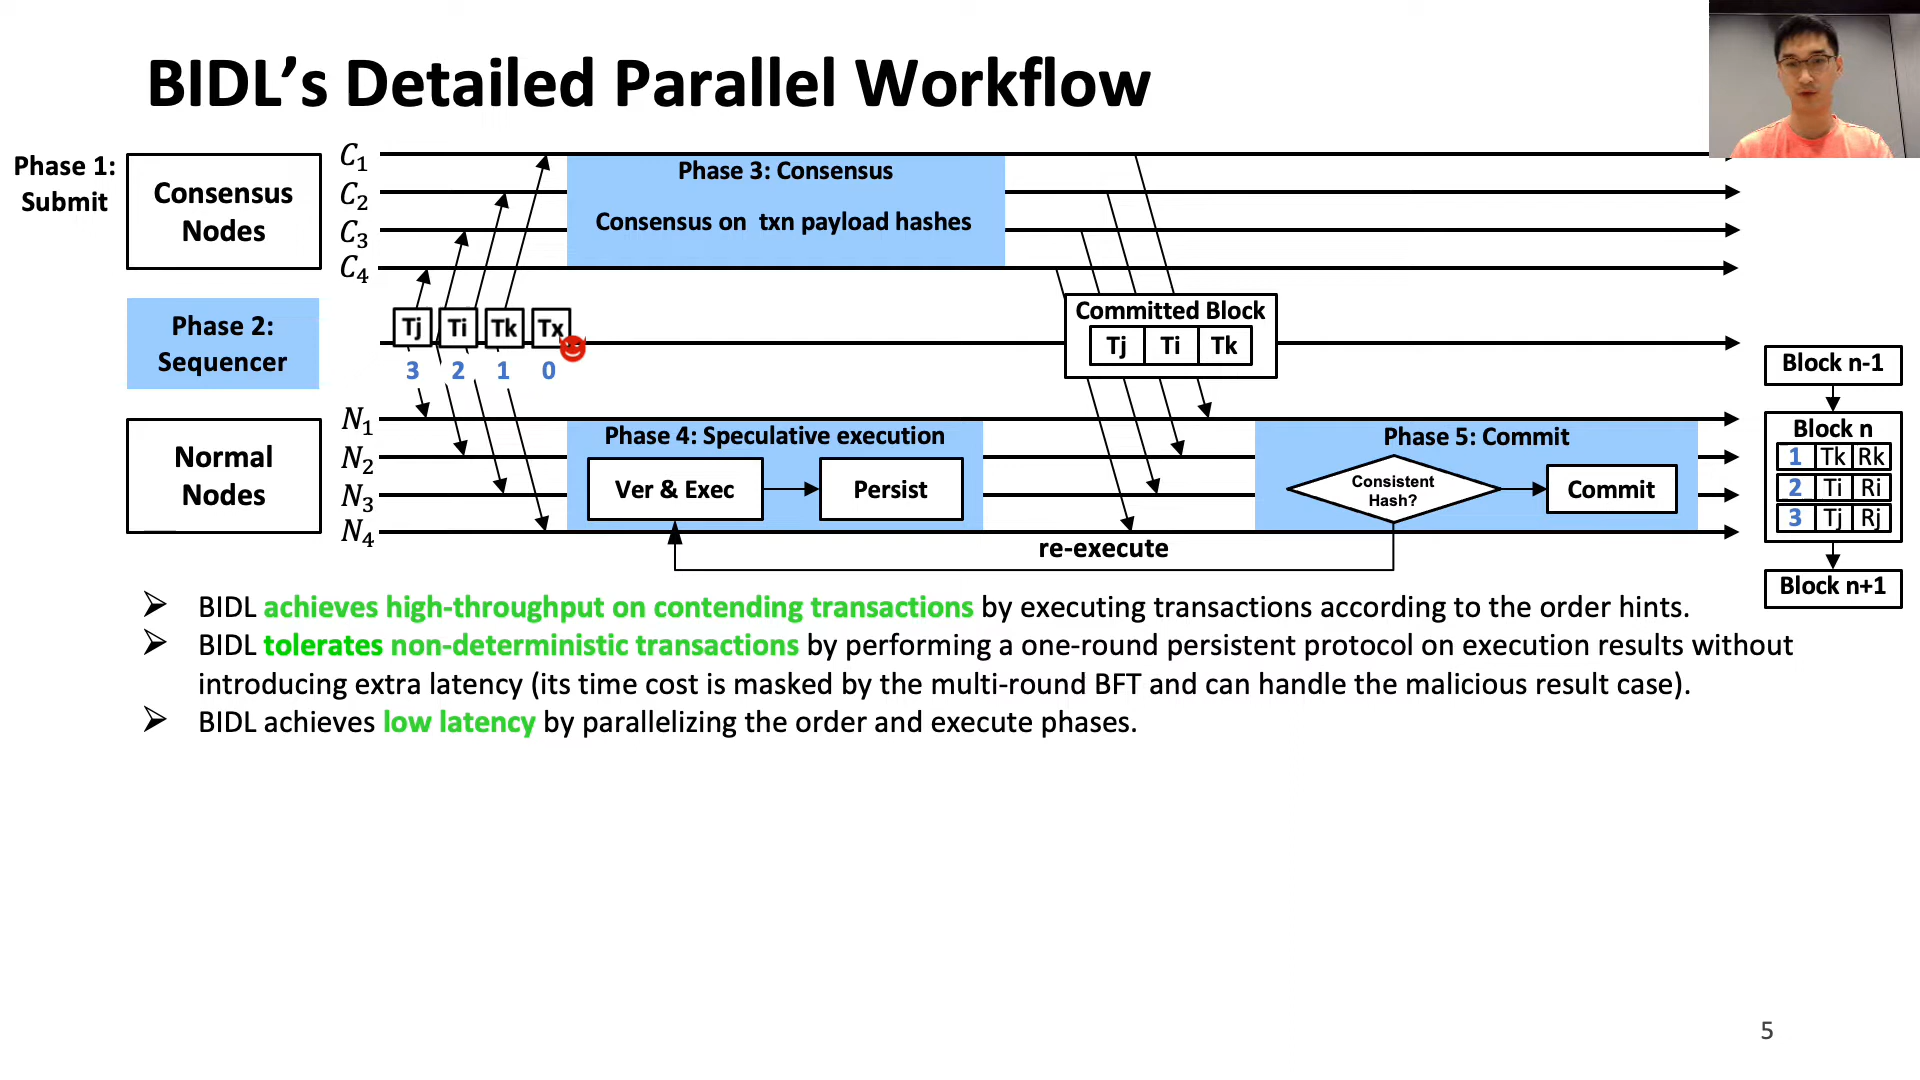 BIDL’s Detailed Parallel Workflow
Phase 1:
Submit
Consensus
Nodes
C1
C2
C3
C4
Phase 3: Consensus
Consensus on txn payload hashes
Phase 2:
Sequencer
Tj Ti Tk Tx
3 2 1 0
Committed Block
Tj Ti Tk
Normal
Nodes
N1
N2
N3
N4
Phase 4: Speculative execution
Ver & Exec
Persist
Phase 5: Commit
Consistent
Hash?
Commit
re-execute
Block n-1
Block n
1 Tk Rk
2 Ti Ri
3 Tj Rj
Block n+1
➢ BIDL achieves high-throughput on contending transactions by executing transactions according to the order hints.
➢ BIDL tolerates non-deterministic transactions by performing a one-round persistent protocol on execution results without
introducing extra latency (its time cost is masked by the multi-round BFT and can handle the malicious result case).
➢ BIDL achieves low latency by parallelizing the order and execute phases.
5